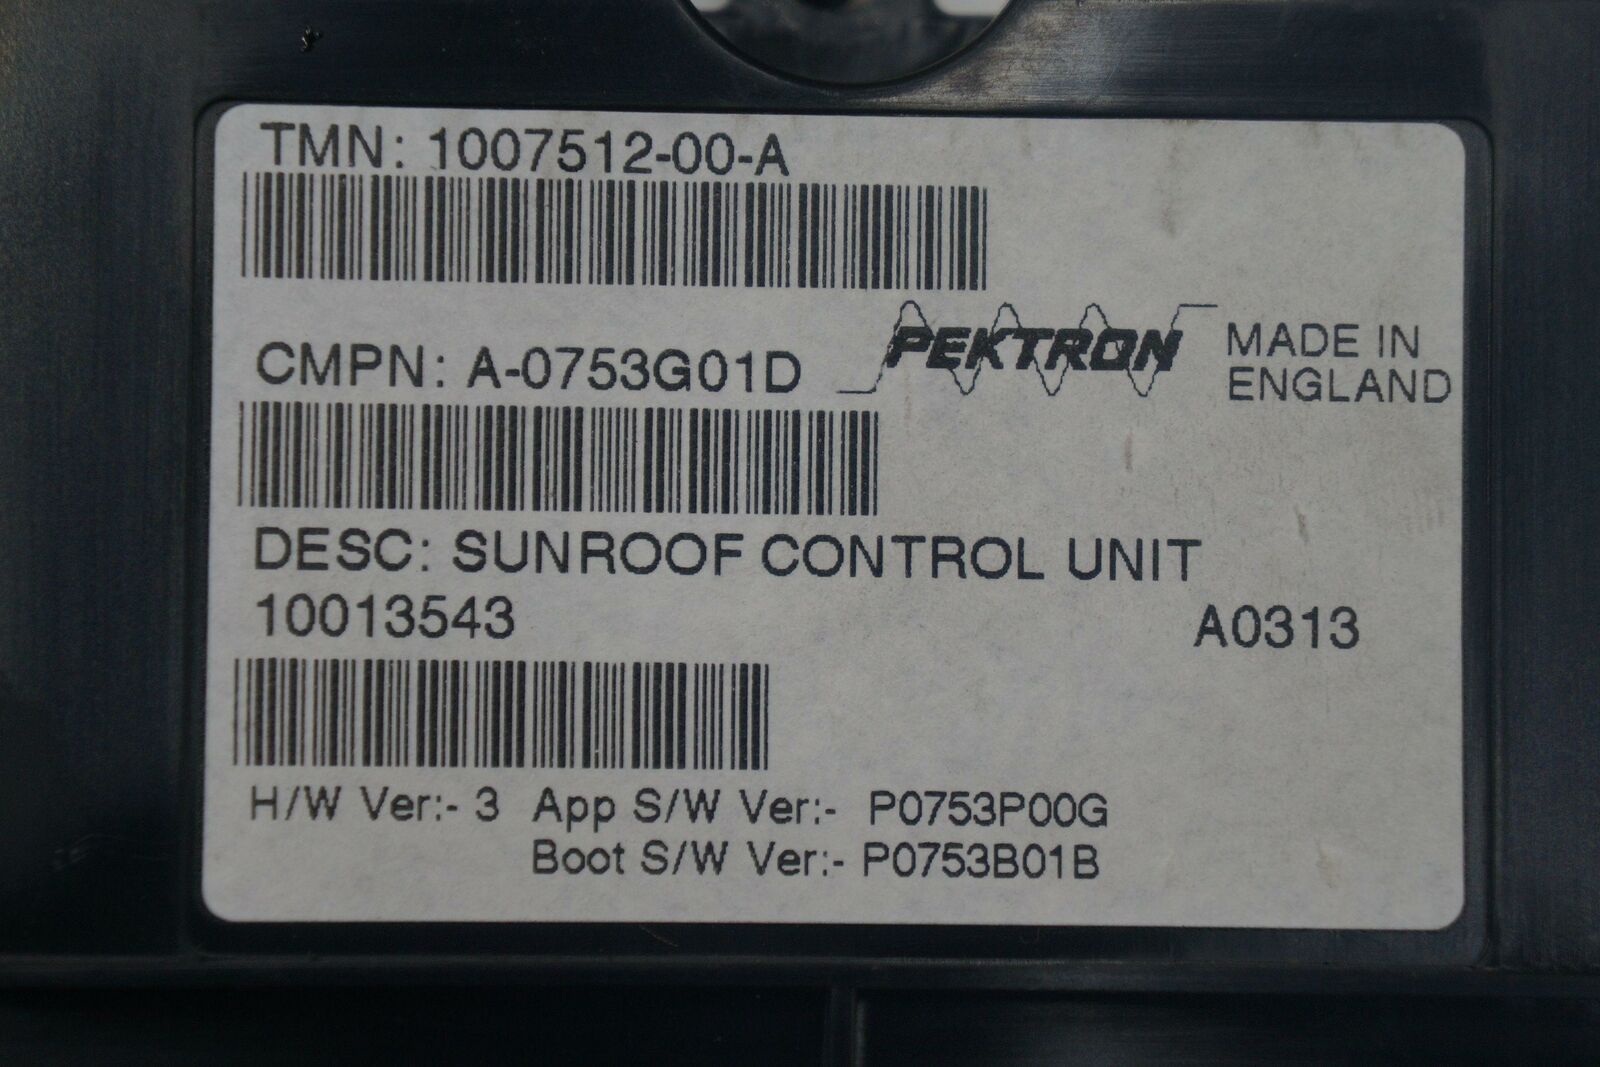 TMN: 1007512-00-A
CMPN: A-0753G01D
PEKTRON
MADE IN
ENGLAND
DESC: SUNROOF CONTROL UNIT
10013543 A0313
H/W Ver:- 3 App S/W Ver:- P0753P00G
Boot S/W Ver:- P0753B01B